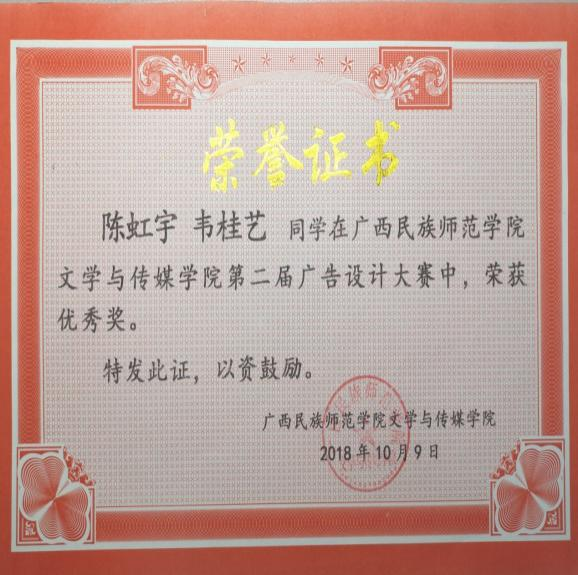 荣誉证书
陈虹宇 韦桂艺 同学在广西民族师范学院
文学与传媒学院第二届广告设计大赛中，荣获
优秀奖。
特发此证，以资鼓励。
广西民族师范学院文学与传媒学院
2018年10月9日